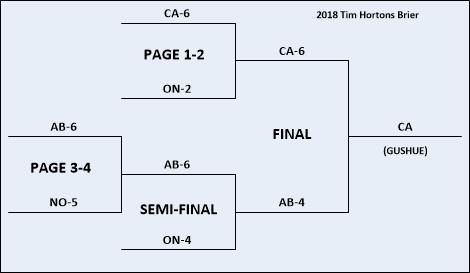 CA-6
2018 Tim Hortons Brier
PAGE 1-2
CA-6
ON-2
AB-6
FINAL
CA
(GUSHUE)
PAGE 3-4
AB-6
NO-5
SEMI-FINAL
AB-4
ON-4